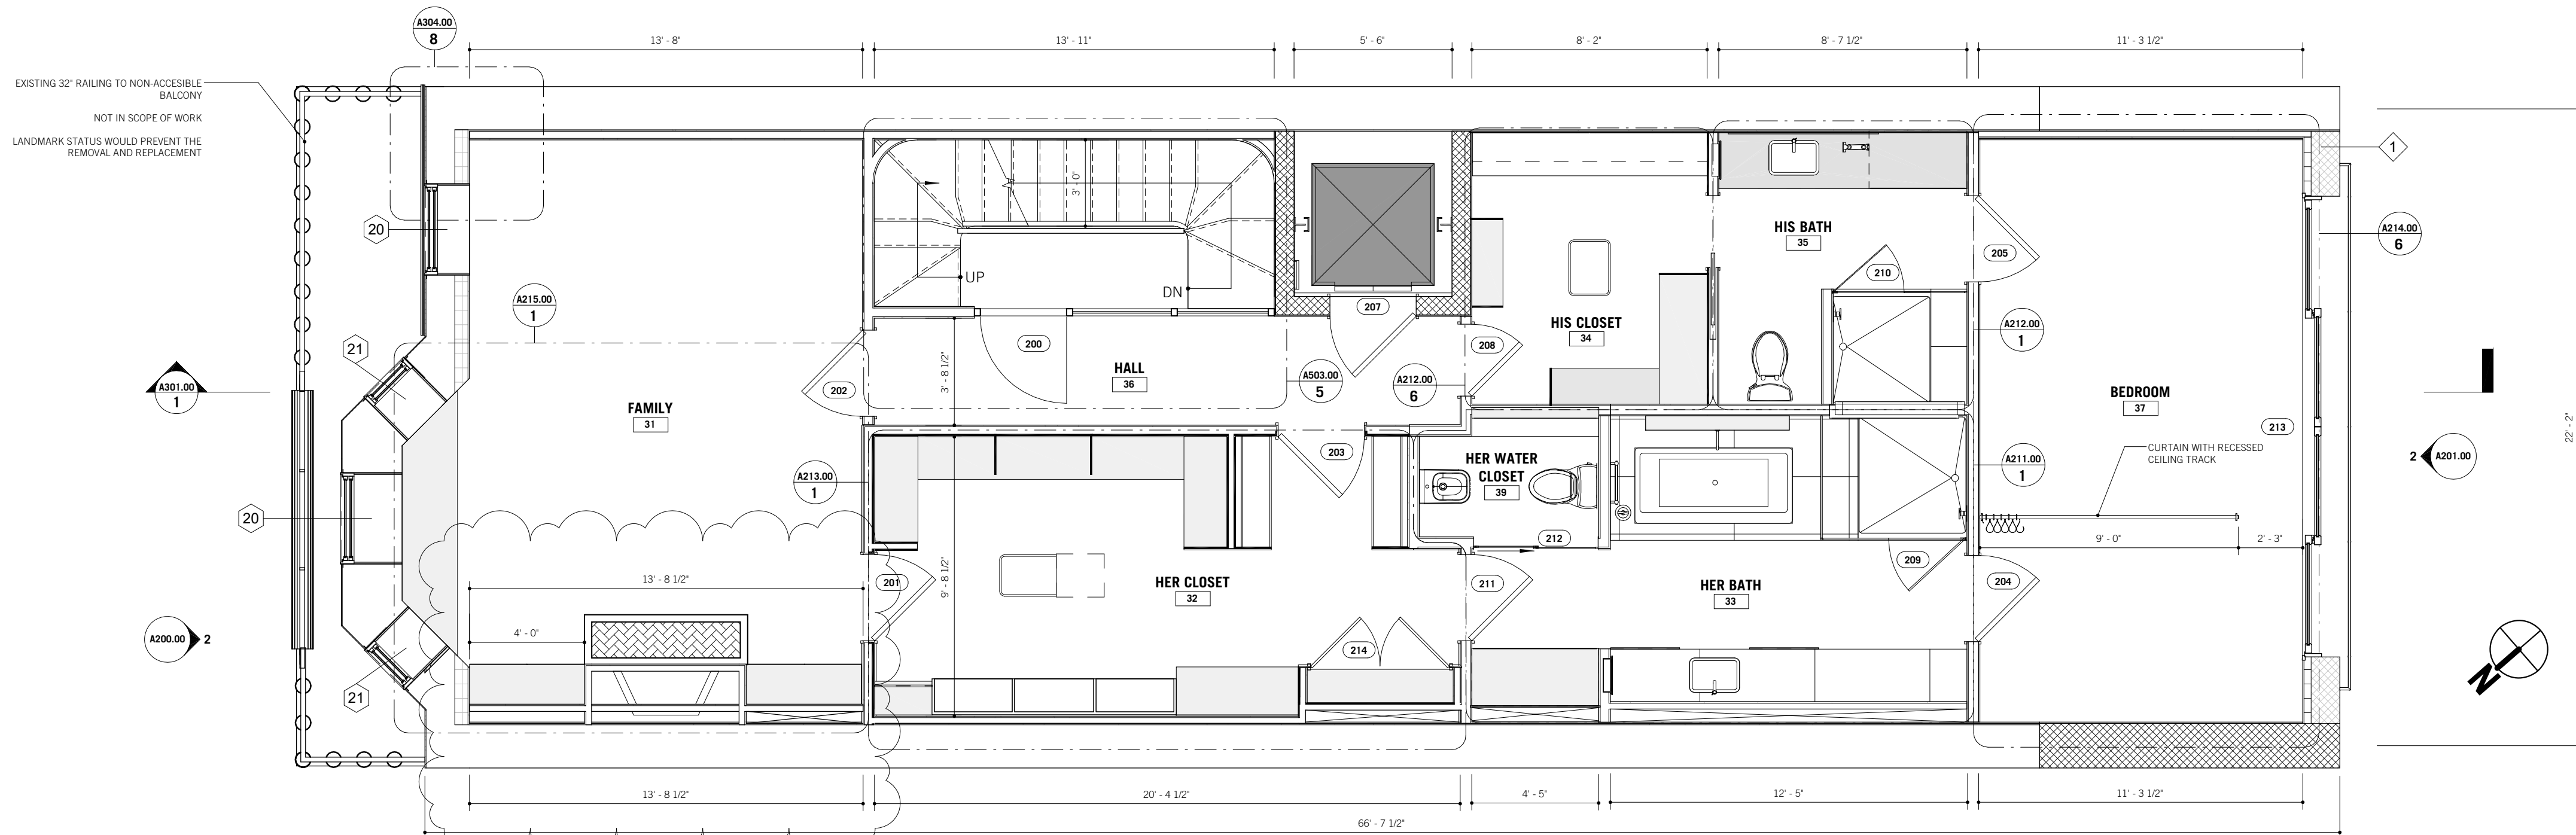 A304.00
8
13' - 8"
13' - 11"
5' - 6"
8' - 2"
8' - 7 1/2"
11' - 3 1/2"
EXISTING 32" RAILING TO NON-ACCESIBLE
BALCONY
NOT IN SCOPE OF WORK
LANDMARK STATUS WOULD PREVENT THE
REMOVAL AND REPLACEMENT
1
3' - 0"
20
HIS BATH
35
A214.00
6
205
210
UP
DN
A215.00
1
207
HIS CLOSET
34
A212.00
1
200
208
21
3' - 8 1/2"
HALL
36
A503.00
5
A212.00
6
A301.00
1
202
FAMILY
31
BEDROOM
37
213
22' - 2"
203
HER WATER
CLOSET
39
CURTAIN WITH RECESSED
CEILING TRACK
2
A201.00
A211.00
1
A213.00
1
20
212
9' - 0"
2' - 3"
13' - 8 1/2"
201
9' - 8 1/2"
HER CLOSET
32
211
HER BATH
33
209
204
4' - 0"
A200.00
2
214
21
N
13' - 8 1/2"
20' - 4 1/2"
4' - 5"
12' - 5"
11' - 3 1/2"
66' - 7 1/2"